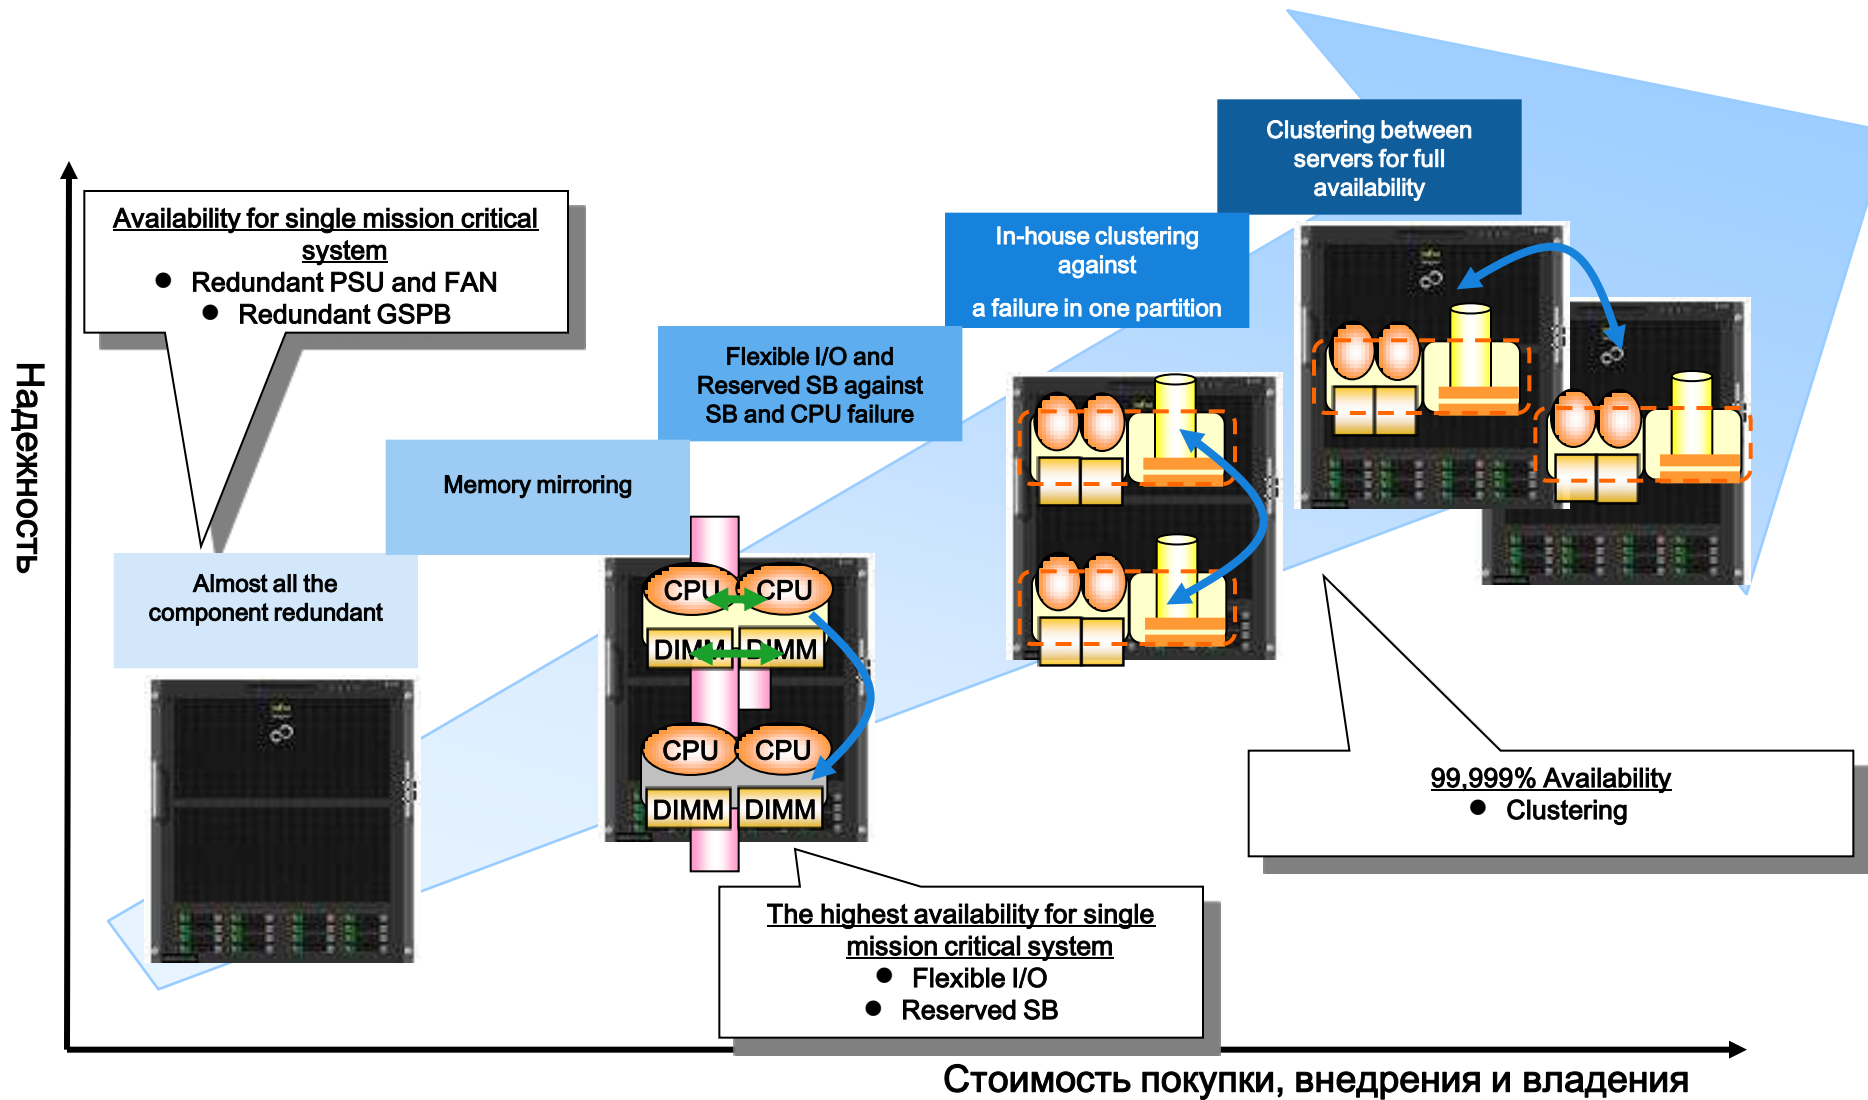 Clustering between
servers for full
availability
Availability for single mission critical
system
● Redundant PSU and FAN
● Redundant GSPB
In-house clustering
against
a failure in one partition
Flexible I/O and
Reserved SB against
SB and CPU failure
Надежность
Memory mirroring
Almost all the
component redundant
CPU CPU
DIMM DIMM
CPU CPU
DIMM DIMM
99,999% Availability
● Clustering
The highest availability for single
mission critical system
● Flexible I/O
● Reserved SB
Стоимость покупки, внедрения и владения